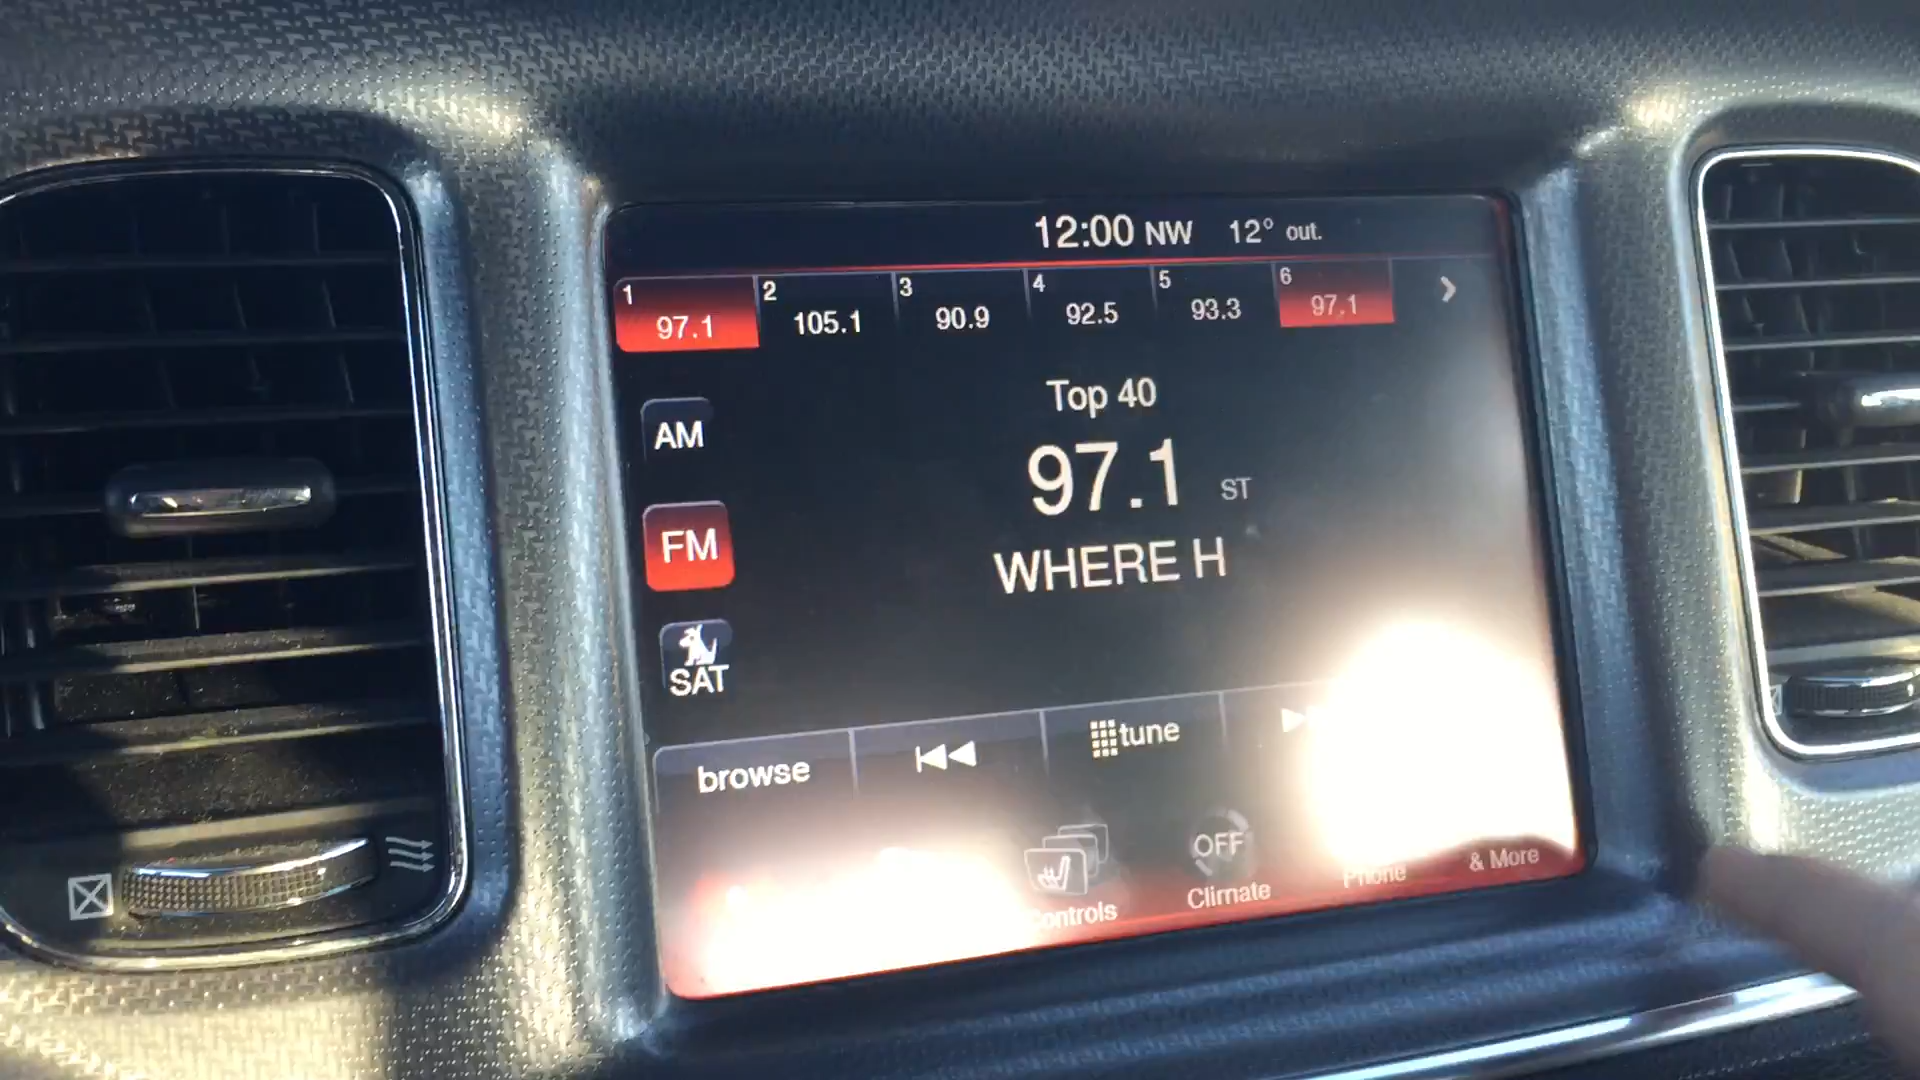 12:00 NW 12° out.
1 2 3 4 5 6
97.1 105.1 90.9 92.5 93.3 97.1
Top 40
AM
97.1 ST
FM
WHERE H
SAT
browse tune
OFF
Controls Climate Phone & More